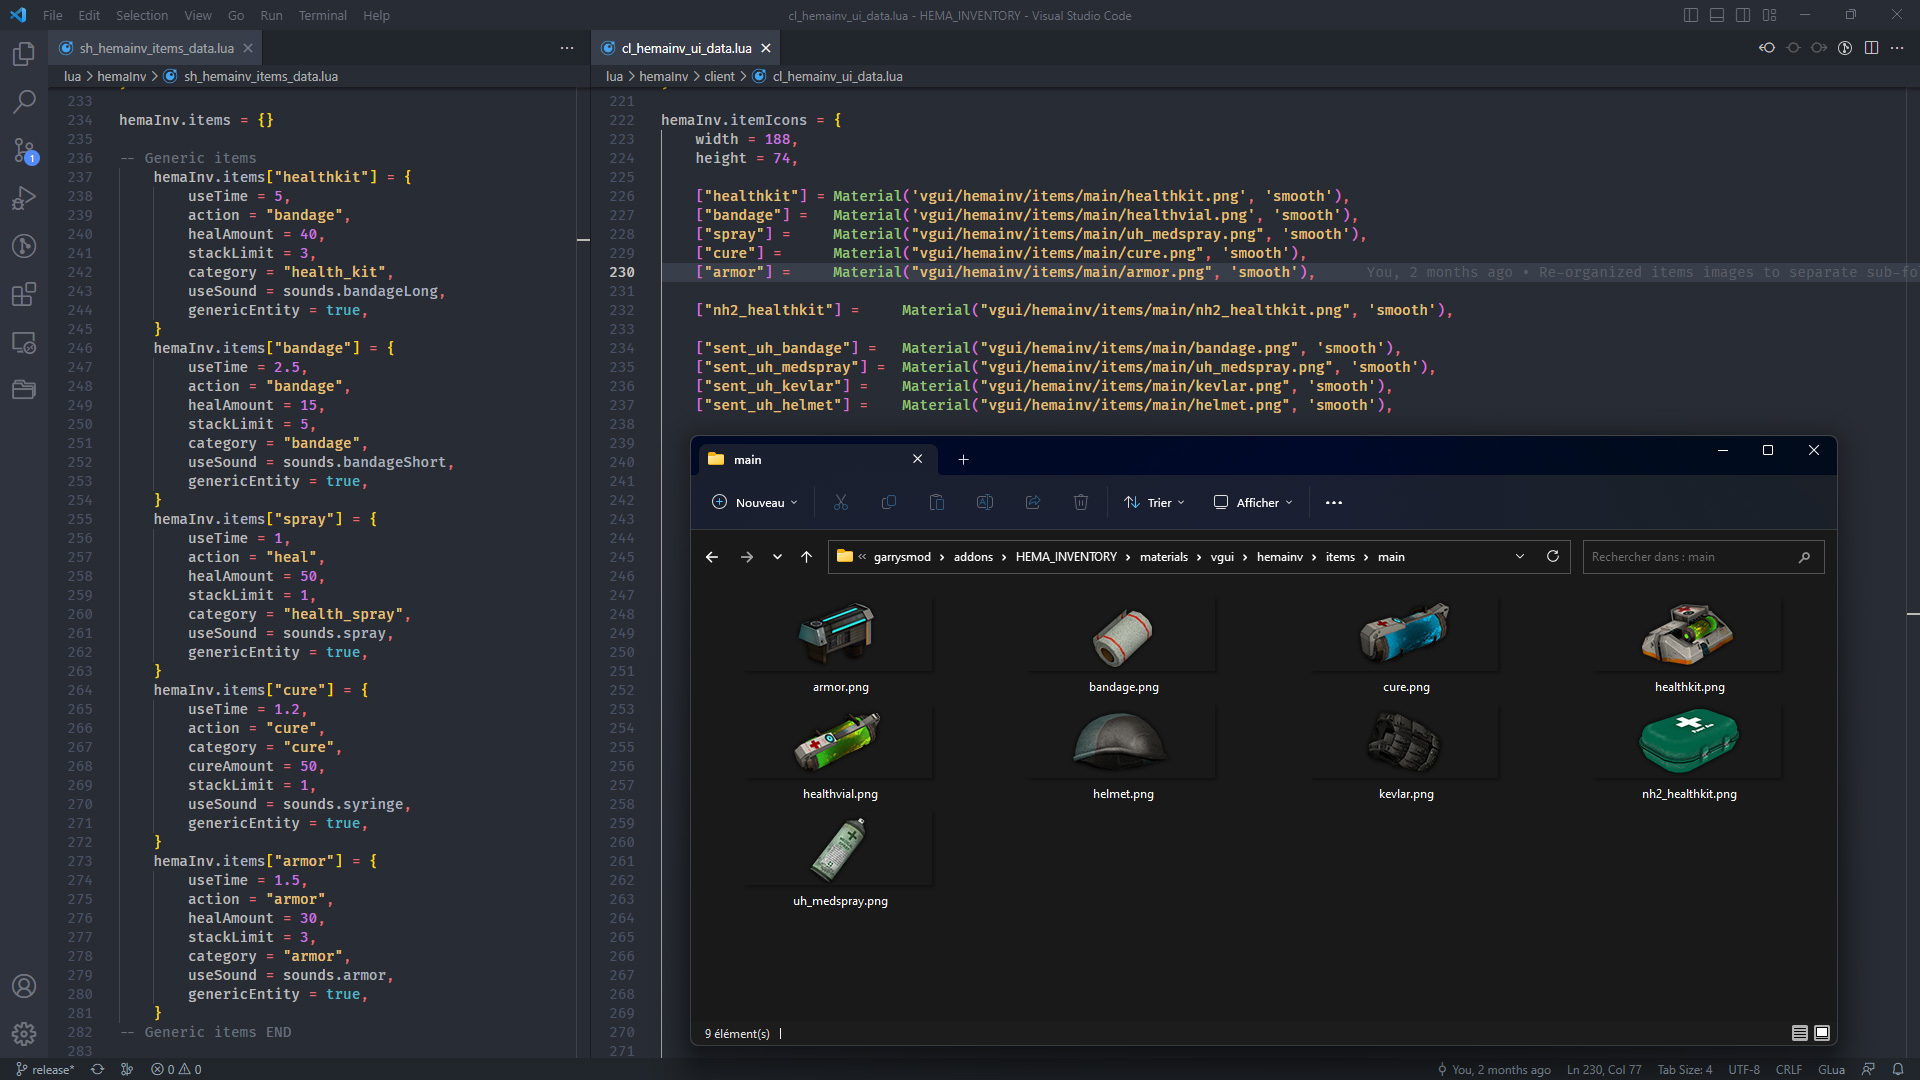 File Edit Selection View Go Run Terminal Help
cl_hemainv_ui_data.lua - HEMA_INVENTORY - Visual Studio Code
sh_hemainv_items_data.lua
lua > hemaInv > sh_hemainv_items_data.lua
233
234 hemaInv.items = {}
235
236 -- Generic items
237 hemaInv.items["healthkit"] = {
238 useTime = 5,
239 action = "bandage",
240 healAmount = 40,
241 stackLimit = 3,
242 category = "health_kit",
243 useSound = sounds.bandageLong,
244 genericEntity = true,
245 }
246 hemaInv.items["bandage"] = {
247 useTime = 2.5,
248 action = "bandage",
249 healAmount = 15,
250 stackLimit = 5,
251 category = "bandage",
252 useSound = sounds.bandageShort,
253 genericEntity = true,
254 }
255 hemaInv.items["spray"] = {
256 useTime = 1,
257 action = "heal",
258 healAmount = 50,
259 stackLimit = 1,
260 category = "health_spray",
261 useSound = sounds.spray,
262 genericEntity = true,
263 }
264 hemaInv.items["cure"] = {
265 useTime = 1.2,
266 action = "cure",
267 category = "cure",
268 cureAmount = 50,
269 stackLimit = 1,
270 useSound = sounds.syringe,
271 genericEntity = true,
272 }
273 hemaInv.items["armor"] = {
274 useTime = 1.5,
275 action = "armor",
276 healAmount = 30,
277 stackLimit = 3,
278 category = "armor",
279 useSound = sounds.armor,
280 genericEntity = true,
281 }
282 -- Generic items END
283
cl_hemainv_ui_data.lua
lua > hemaInv > client > cl_hemainv_ui_data.lua
221
222 hemaInv.itemIcons = {
223 width = 188,
224 height = 74,
225
226 ["healthkit"] = Material('vgui/hemainv/items/main/healthkit.png', 'smooth'),
227 ["bandage"] = Material('vgui/hemainv/items/main/healthvial.png', 'smooth'),
228 ["spray"] = Material("vgui/hemainv/items/main/uh_medspray.png", 'smooth'),
229 ["cure"] = Material("vgui/hemainv/items/main/cure.png", 'smooth'),
230 ["armor"] = Material("vgui/hemainv/items/main/armor.png", 'smooth'), You, 2 months ago • Re-organized items images to separate sub-fo
231
232 ["nh2_healthkit"] = Material("vgui/hemainv/items/main/nh2_healthkit.png", 'smooth'),
233
234 ["sent_uh_bandage"] = Material("vgui/hemainv/items/main/bandage.png", 'smooth'),
235 ["sent_uh_medspray"] = Material("vgui/hemainv/items/main/uh_medspray.png", 'smooth'),
236 ["sent_uh_kevlar"] = Material("vgui/hemainv/items/main/kevlar.png", 'smooth'),
237 ["sent_uh_helmet"] = Material("vgui/hemainv/items/main/helmet.png", 'smooth'),
238
239
240
241
242
243
244
245
246
247
248
249
250
251
252
253
254
255
256
257
258
259
260
261
262
263
264
265
266
267
268
269
270
271
main
Nouveau Trier Afficher
« garrysmod > addons > HEMA_INVENTORY > materials > vgui > hemainv > items > main
Rechercher dans : main
armor.png bandage.png cure.png healthkit.png
healthvial.png helmet.png kevlar.png nh2_healthkit.png
uh_medspray.png
9 élément(s)
1
release* 0 0
You, 2 months ago Ln 230, Col 77 Tab Size: 4 UTF-8 CRLF GLua